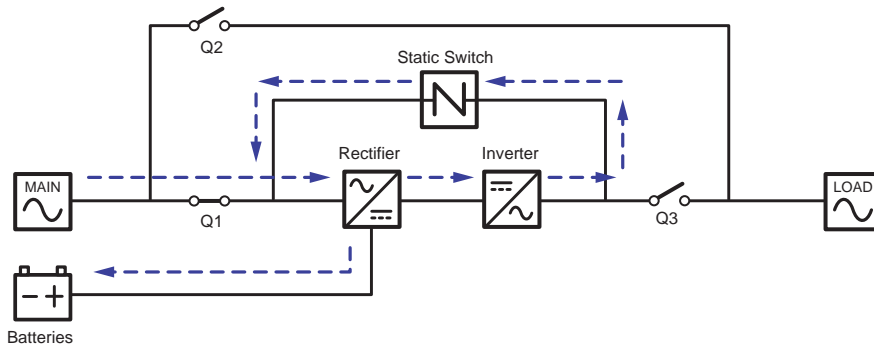 Q2
Static Switch
Rectifier
Inverter
MAIN
Q1
Q3
LOAD
Batteries